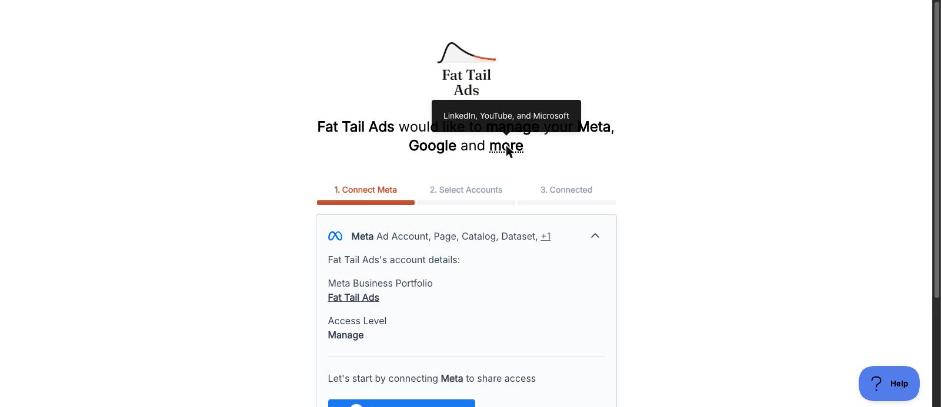 Fat Tail
Ads
LinkedIn, YouTube, and Microsoft
Fat Tail Ads would like to manage your Meta,
Google and more
1. Connect Meta
2. Select Accounts
3. Connected
Meta Ad Account, Page, Catalog, Dataset, +1
Fat Tail Ads's account details:
Meta Business Portfolio
Fat Tail Ads
Access Level
Manage
Let's start by connecting Meta to share access
Help